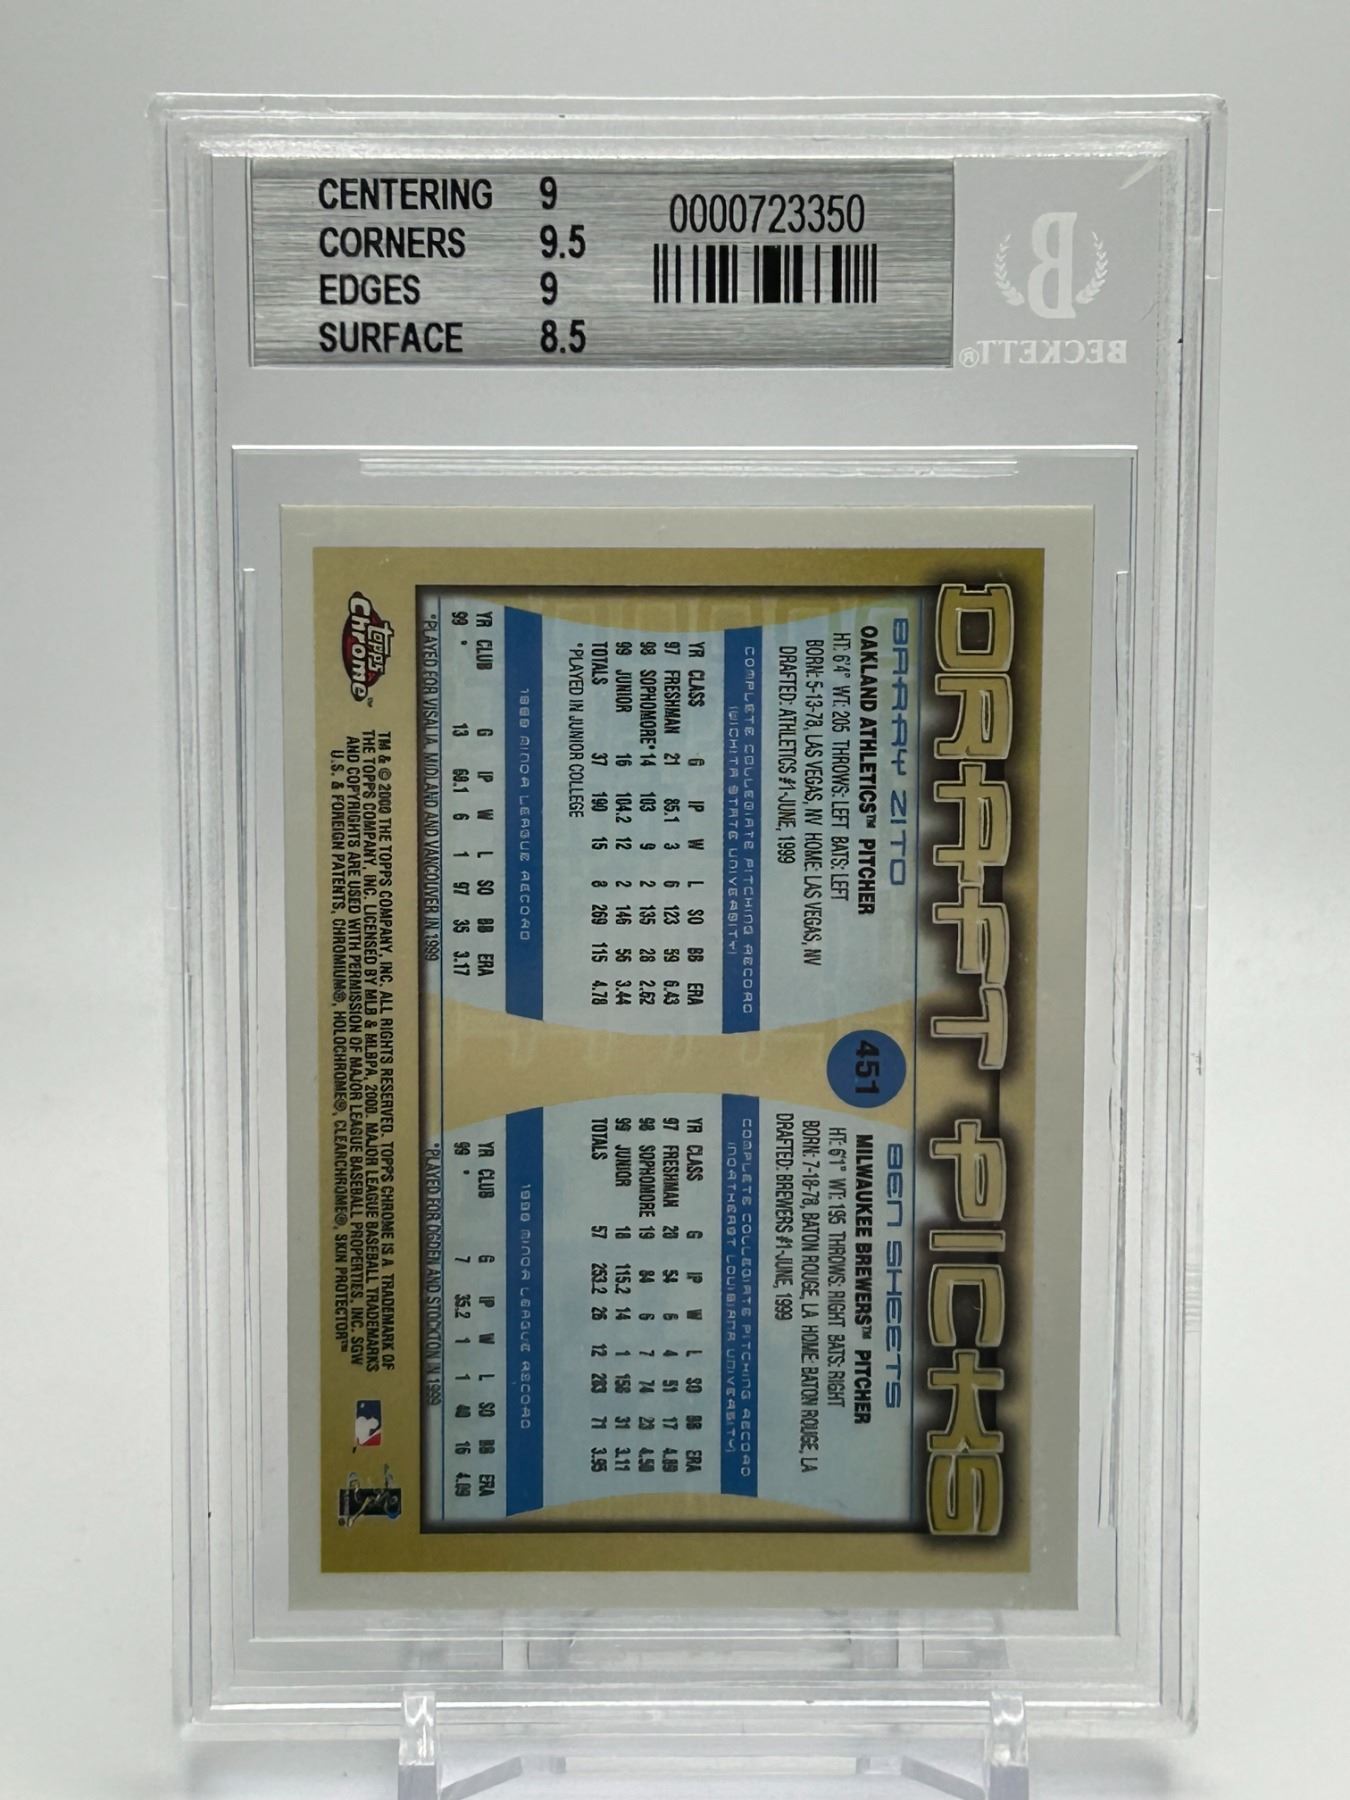 CENTERING 9
CORNERS 9.5
EDGES 9
SURFACE 8.5
0000723350
B
BECKETT®
DRAFT PICKS
BARRY ZITO
OAKLAND ATHLETICS™ PITCHER
HT: 6'4" WT: 205 THROWS: LEFT BATS: LEFT
BORN: 5-13-78, LAS VEGAS, NV HOME: LAS VEGAS, NV
DRAFTED: ATHLETICS #1-JUNE, 1999
COMPLETE COLLEGIATE PITCHING RECORD
(WICHITA STATE UNIVERSITY)
YR CLASS G IP W L SO BB ERA
97 FRESHMAN 21 85.1 3 6 123 59 6.43
98 SOPHOMORE* 14 103 9 2 135 28 2.62
99 JUNIOR 16 104.2 12 2 146 56 3.44
TOTALS 37 190 15 8 269 115 4.78
*PLAYED IN JUNIOR COLLEGE
1999 MINOR LEAGUE RECORD
YR CLUB G IP W L SO BB ERA
99 * 13 68.1 6 1 97 35 3.17
*PLAYED FOR VISALIA, MIDLAND AND VANCOUVER IN 1999
451
BEN SHEETS
MILWAUKEE BREWERS™ PITCHER
HT: 6'1" WT: 195 THROWS: RIGHT BATS: RIGHT
BORN: 7-18-78, BATON ROUGE, LA HOME: BATON ROUGE, LA
DRAFTED: BREWERS #1-JUNE, 1999
COMPLETE COLLEGIATE PITCHING RECORD
(NORTHEAST LOUISIANA UNIVERSITY)
YR CLASS G IP W L SO BB ERA
97 FRESHMAN 20 54 6 4 51 17 4.80
98 SOPHOMORE 19 84 6 7 74 23 4.50
99 JUNIOR 18 115.2 14 1 158 31 3.11
TOTALS 57 253.2 26 12 283 71 3.95
1999 MINOR LEAGUE RECORD
YR CLUB G IP W L SO BB ERA
99 * 7 35.2 1 1 40 16 4.09
*PLAYED FOR OGDEN AND STOCKTON IN 1999
Topps Chrome™
TM & © 2000 THE TOPPS COMPANY, INC. ALL RIGHTS RESERVED. TOPPS CHROME IS A TRADEMARK OF
THE TOPPS COMPANY, INC. LICENSED BY MLB & MLBPA, 2000. MAJOR LEAGUE BASEBALL TRADEMARKS
AND COPYRIGHTS ARE USED WITH PERMISSION OF MAJOR LEAGUE BASEBALL PROPERTIES, INC. SGW
U.S. & FOREIGN PATENTS, CHROMIUM®, HOLOCHROME®, CLEARCHROME®, SKIN PROTECTOR™